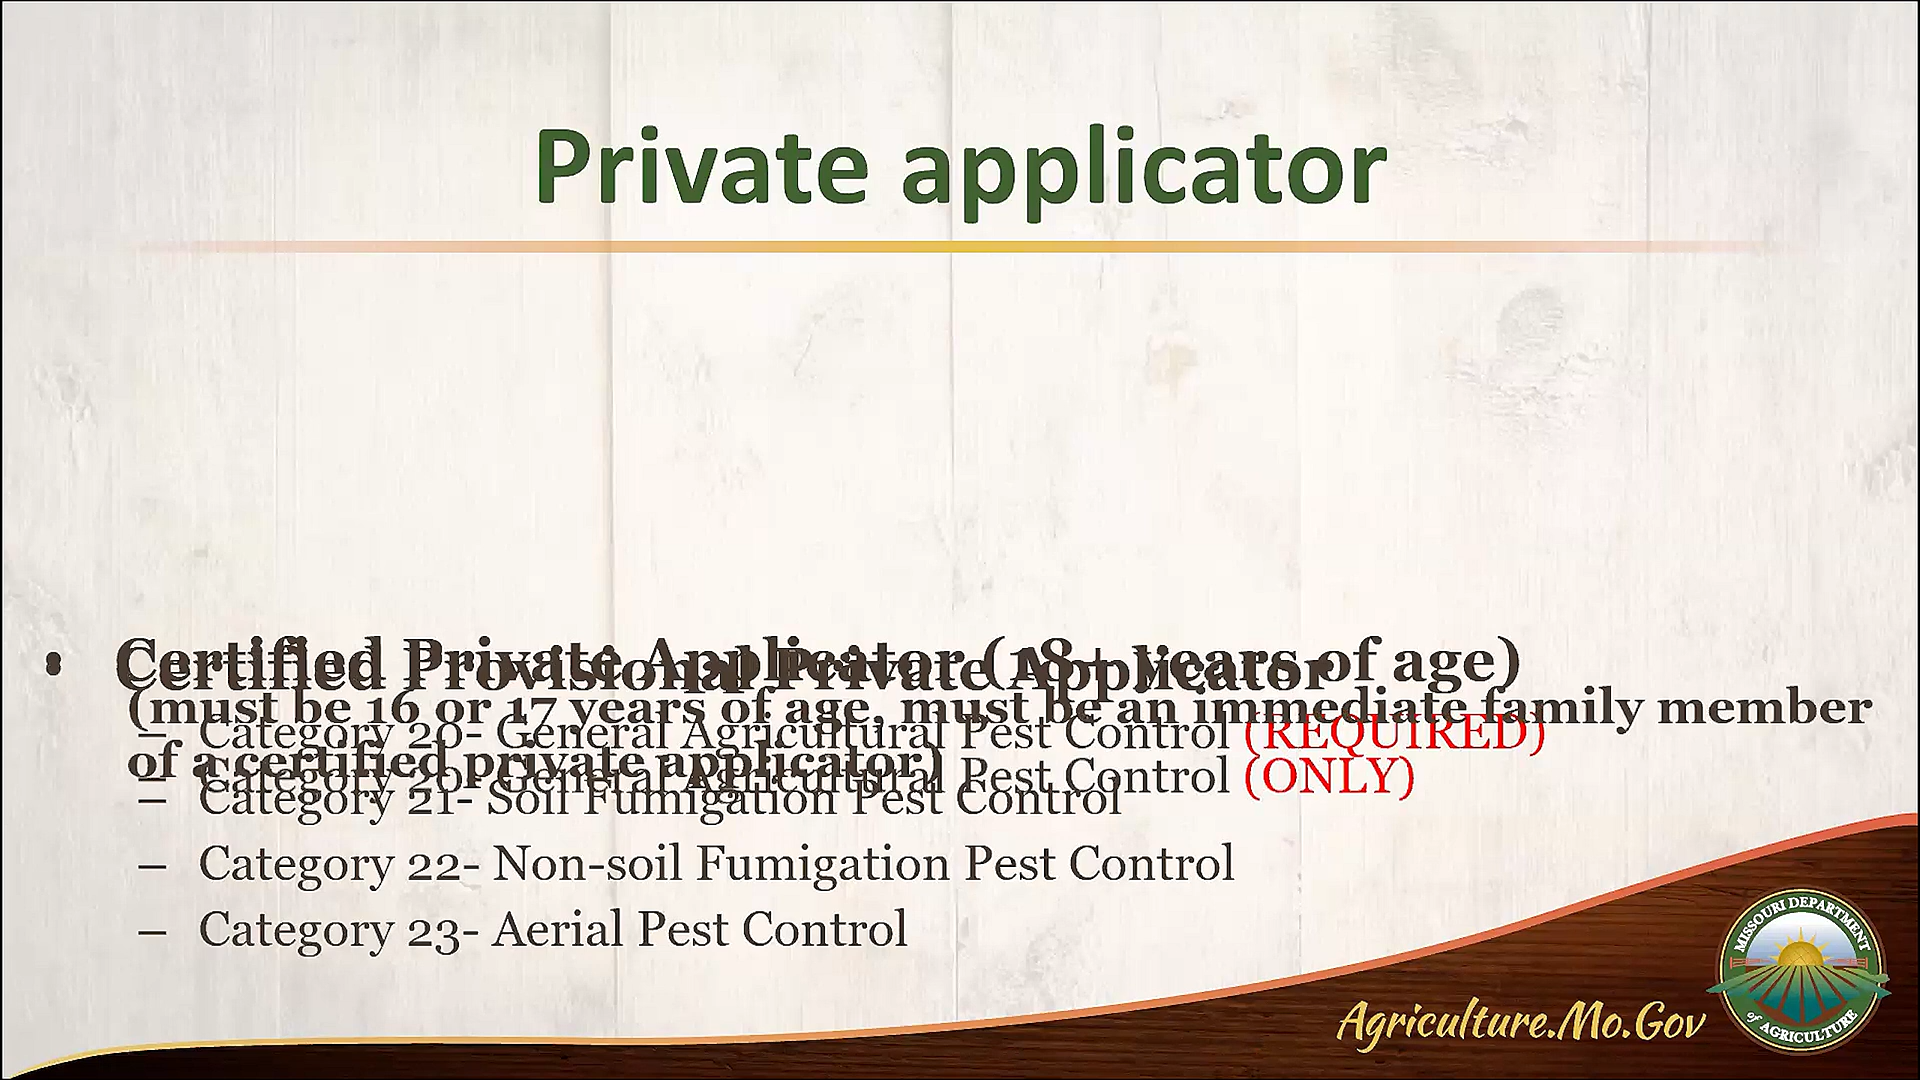 Private applicator
• Certified Private Applicator (18+ years of age)
• Certified Provisional Private Applicator
(must be 16 or 17 years of age, must be an immediate family member
of a certified private applicator)
– Category 20- General Agricultural Pest Control (REQUIRED)
– Category 20- General Agricultural Pest Control (ONLY)
– Category 21- Soil Fumigation Pest Control
– Category 22- Non-soil Fumigation Pest Control
– Category 23- Aerial Pest Control
Agriculture.Mo.Gov
MISSOURI DEPARTMENT
of AGRICULTURE